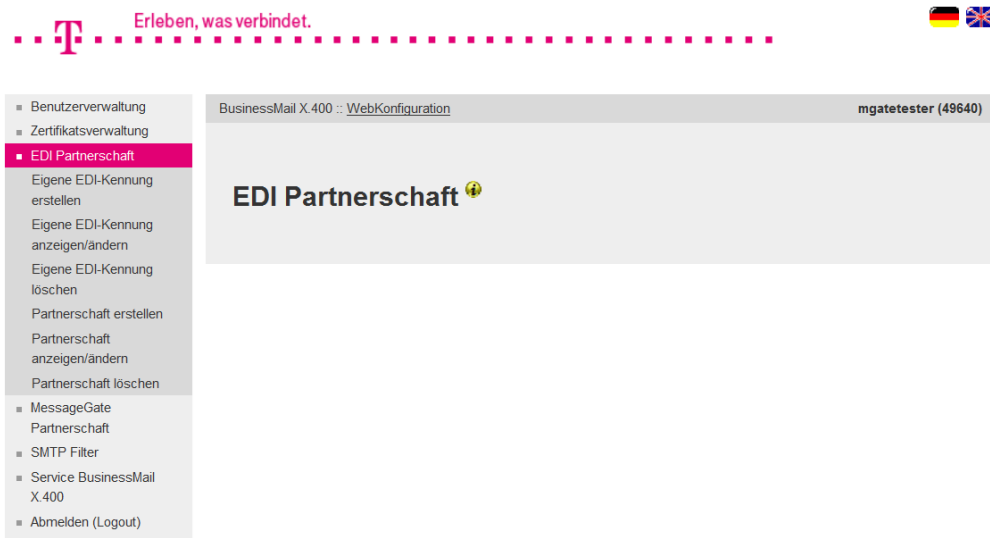 Erleben, was verbindet.
T
Benutzerverwaltung
Zertifikatsverwaltung
EDI Partnerschaft
Eigene EDI-Kennung
erstellen
Eigene EDI-Kennung
anzeigen/ändern
Eigene EDI-Kennung
löschen
Partnerschaft erstellen
Partnerschaft
anzeigen/ändern
Partnerschaft löschen
MessageGate
Partnerschaft
SMTP Filter
Service BusinessMail
X.400
Abmelden (Logout)
BusinessMail X.400 :: WebKonfiguration mgatetester (49640)
EDI Partnerschaft